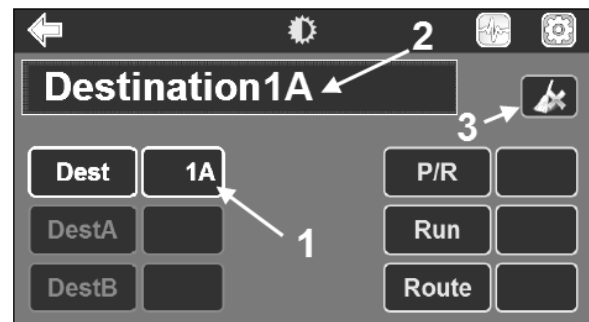 2
Destination1A
3
Dest 1A P/R
DestA 1 Run
DestB Route